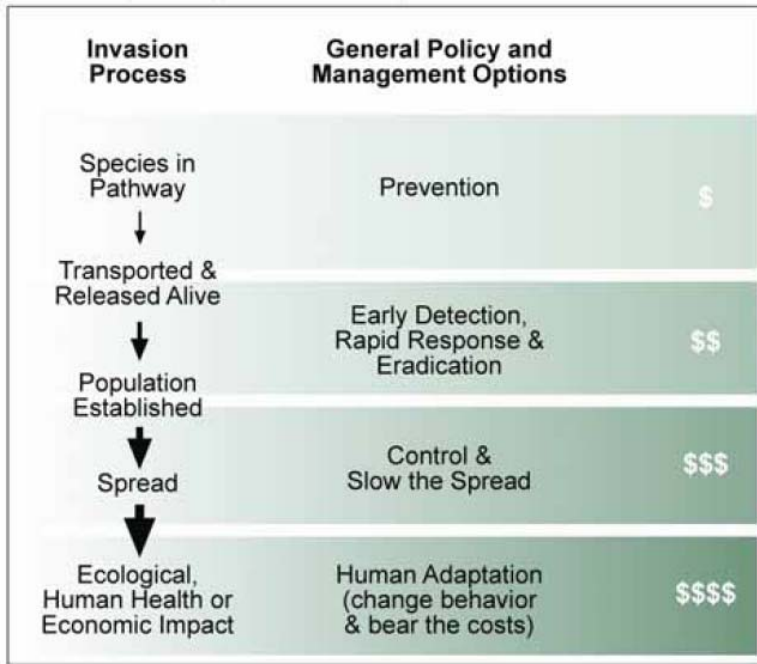 Invasion
Process
General Policy and
Management Options
Species in
Pathway
Prevention
$
Transported &
Released Alive
Early Detection,
Rapid Response &
Eradication
$$
Population
Established
Control &
Slow the Spread
$$$
Spread
Ecological,
Human Health or
Economic Impact
Human Adaptation
(change behavior
& bear the costs)
$$$$